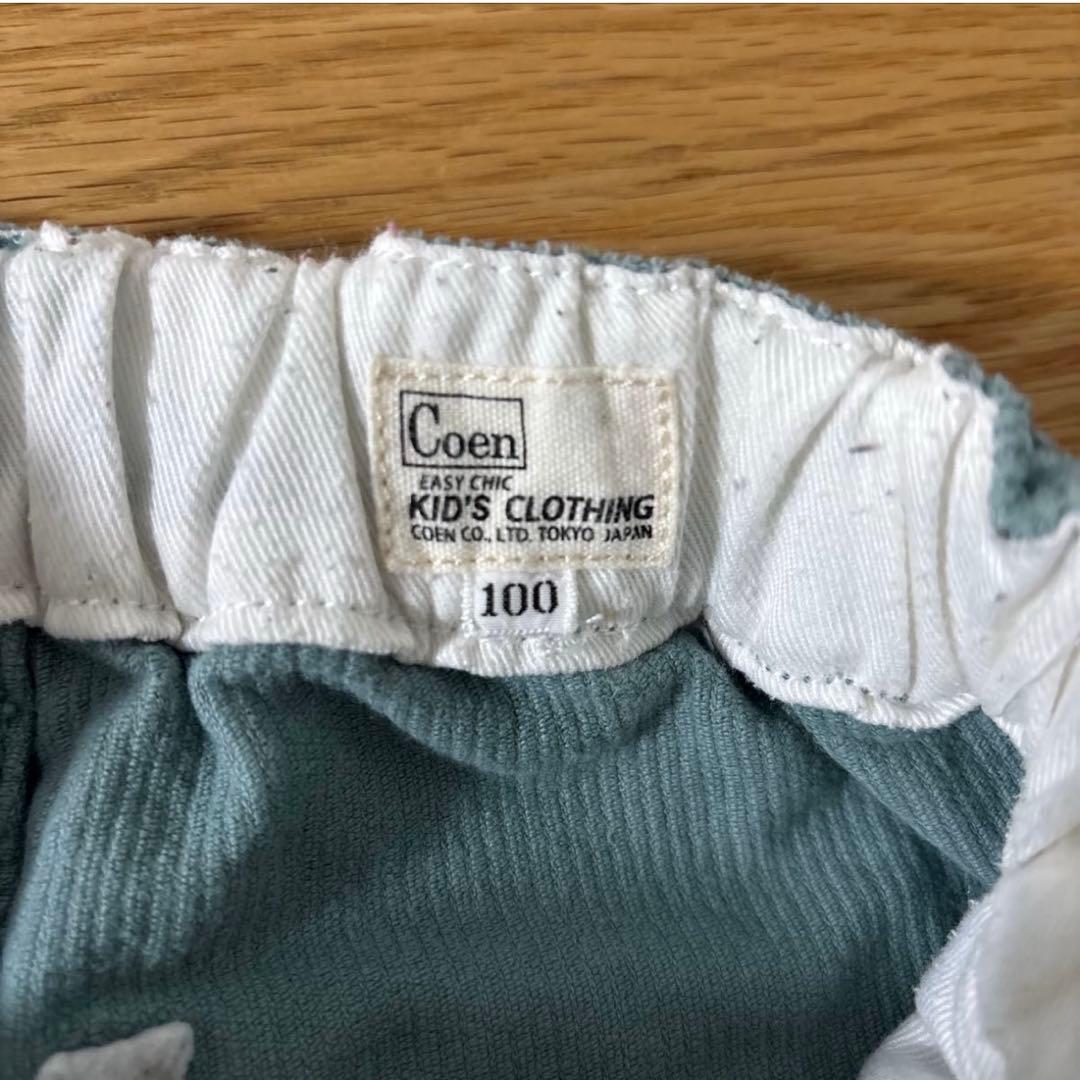 Coen
EASY CHIC
KID'S CLOTHING
COEN CO., LTD. TOKYO JAPAN
100